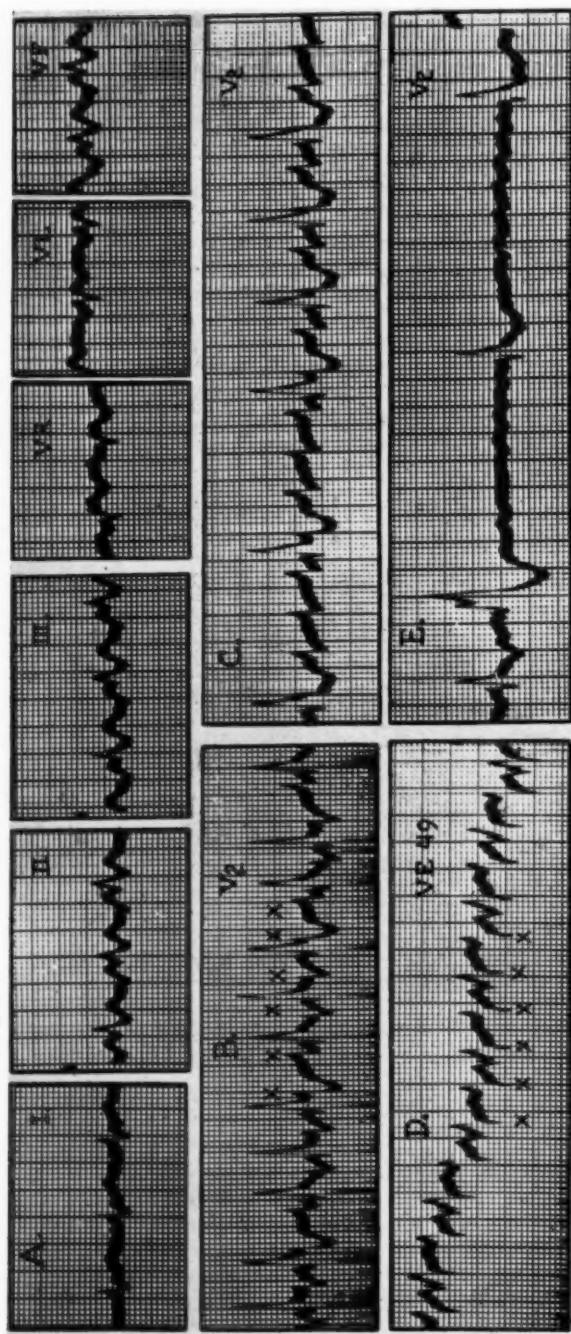 A.
I.
II.
III.
VR
VL
VF
B.
V2
C.
V2
X X X X X X X
D.
VE 49
X X X X X X
E.
V2